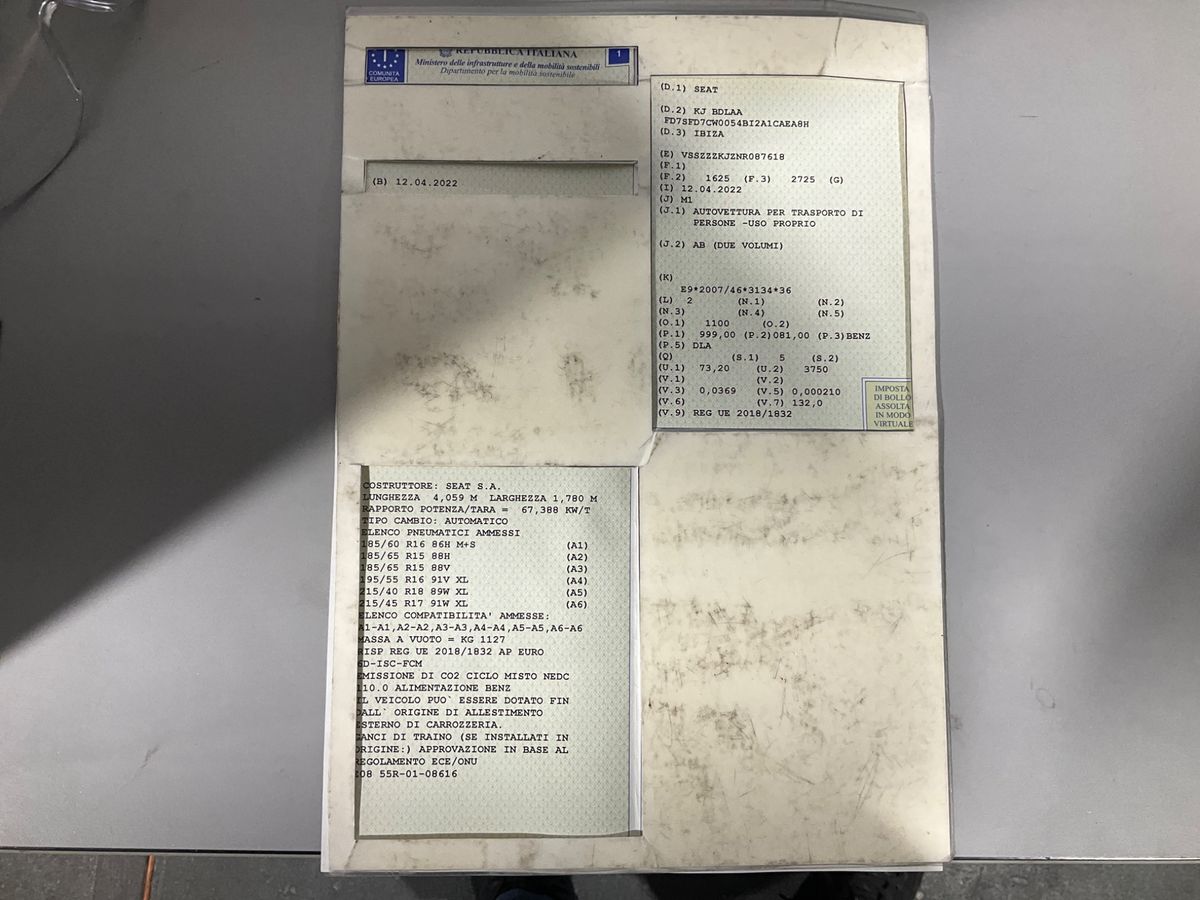 REPUBBLICA ITALIANA
COMUNITÀ EUROPEA
Ministero delle infrastrutture e della mobilità sostenibili
Dipartimento per la mobilità sostenibile
1
(B) 12.04.2022
(D.1) SEAT
(D.2) KJ BDLAA
FD7SFD7CW0054BI2A1CAEA8H
(D.3) IBIZA
(E) VSSZZZKJZNR087618
(F.1)
(F.2) 1625 (F.3) 2725 (G)
(I) 12.04.2022
(J) M1
(J.1) AUTOVETTURA PER TRASPORTO DI
PERSONE -USO PROPRIO
(J.2) AB (DUE VOLUMI)
(K)
E9*2007/46*3134*36
(L) 2 (N.1) (N.2)
(N.3) (N.4) (N.5)
(O.1) 1100 (O.2)
(P.1) 999,00 (P.2)081,00 (P.3)BENZ
(P.5) DLA
(Q) (S.1) 5 (S.2)
(U.1) 73,20 (U.2) 3750
(V.1) (V.2)
(V.3) 0,0369 (V.5) 0,000210
(V.6) (V.7) 132,0
(V.9) REG UE 2018/1832
IMPOSTA
DI BOLLO
ASSOLTA
IN MODO
VIRTUALE
COSTRUTTORE: SEAT S.A.
LUNGHEZZA 4,059 M LARGHEZZA 1,780 M
RAPPORTO POTENZA/TARA = 67,388 KW/T
TIPO CAMBIO: AUTOMATICO
ELENCO PNEUMATICI AMMESSI
185/60 R16 86H M+S (A1)
185/65 R15 88H (A2)
185/65 R15 88V (A3)
195/55 R16 91V XL (A4)
215/40 R18 89W XL (A5)
215/45 R17 91W XL (A6)
ELENCO COMPATIBILITA' AMMESSE:
A1-A1,A2-A2,A3-A3,A4-A4,A5-A5,A6-A6
MASSA A VUOTO = KG 1127
RISP REG UE 2018/1832 AP EURO
6D-ISC-FCM
EMISSIONE DI CO2 CICLO MISTO NEDC
110.0 ALIMENTAZIONE BENZ
IL VEICOLO PUO` ESSERE DOTATO FIN
DALL` ORIGINE DI ALLESTIMENTO
ESTERNO DI CARROZZERIA.
GANCI DI TRAINO (SE INSTALLATI IN
ORIGINE:) APPROVAZIONE IN BASE AL
REGOLAMENTO ECE/ONU
E08 55R-01-08616